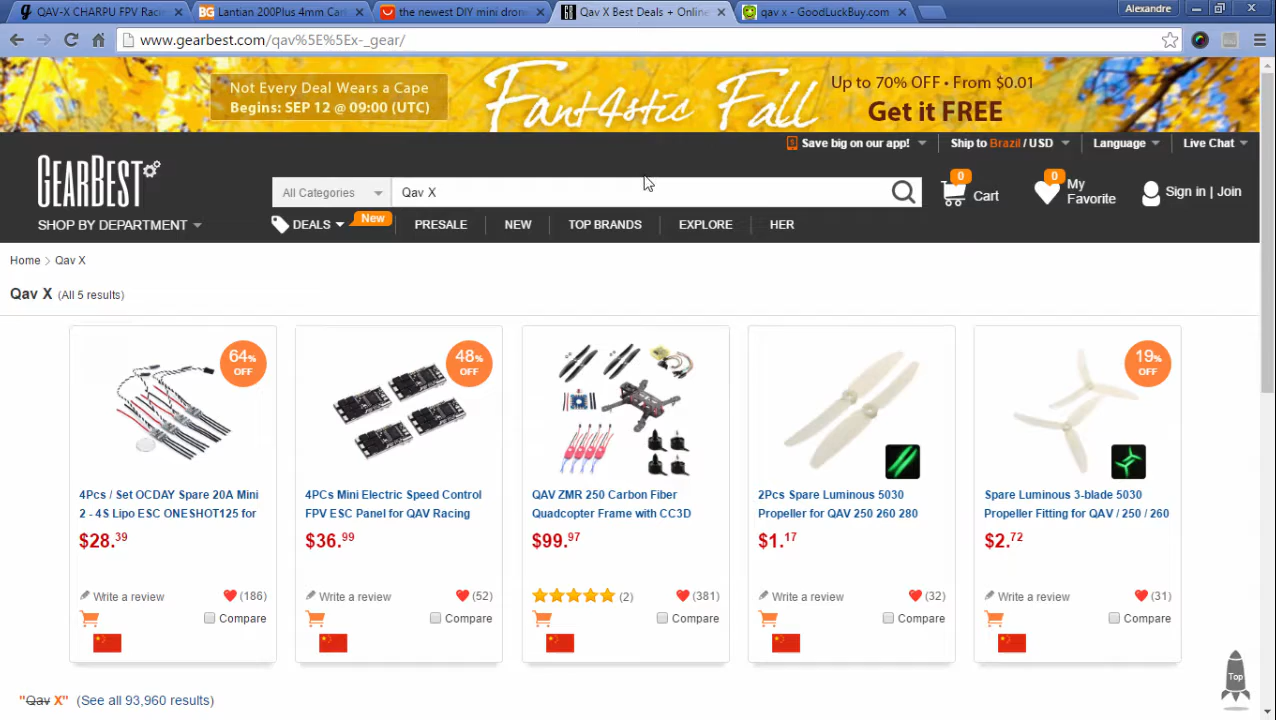 QAV-X CHARPU FPV Raci
Lantian 200Plus 4mm Carb
the newest DIY mini drone
Qav X Best Deals + Online
qav x - GoodLuckBuy.com
Alexandre
www.gearbest.com/qav%5E%5Ex-_gear/
Not Every Deal Wears a Cape
Begins: SEP 12 @ 09:00 (UTC)
Fant4stic Fall
Up to 70% OFF · From $0.01
Get it FREE
Save big on our app!
Ship to Brazil / USD
Language
Live Chat
GEARBEST
All Categories
Qav X
0
Cart
0
My
Favorite
Sign in | Join
SHOP BY DEPARTMENT
DEALS
New
PRESALE
NEW
TOP BRANDS
EXPLORE
HER
Home > Qav X
Qav X (All 5 results)
64% OFF
4Pcs / Set OCDAY Spare 20A Mini
2 - 4S Lipo ESC ONESHOT125 for
$28.39
Write a review
(186)
Compare
48% OFF
4PCs Mini Electric Speed Control
FPV ESC Panel for QAV Racing
$36.99
Write a review
(52)
Compare
QAV ZMR 250 Carbon Fiber
Quadcopter Frame with CC3D
$99.97
(2)
(381)
Compare
2Pcs Spare Luminous 5030
Propeller for QAV 250 260 280
$1.17
Write a review
(32)
Compare
19% OFF
Spare Luminous 3-blade 5030
Propeller Fitting for QAV / 250 / 260
$2.72
Write a review
(31)
Compare
Top
"Qav X" (See all 93,960 results)